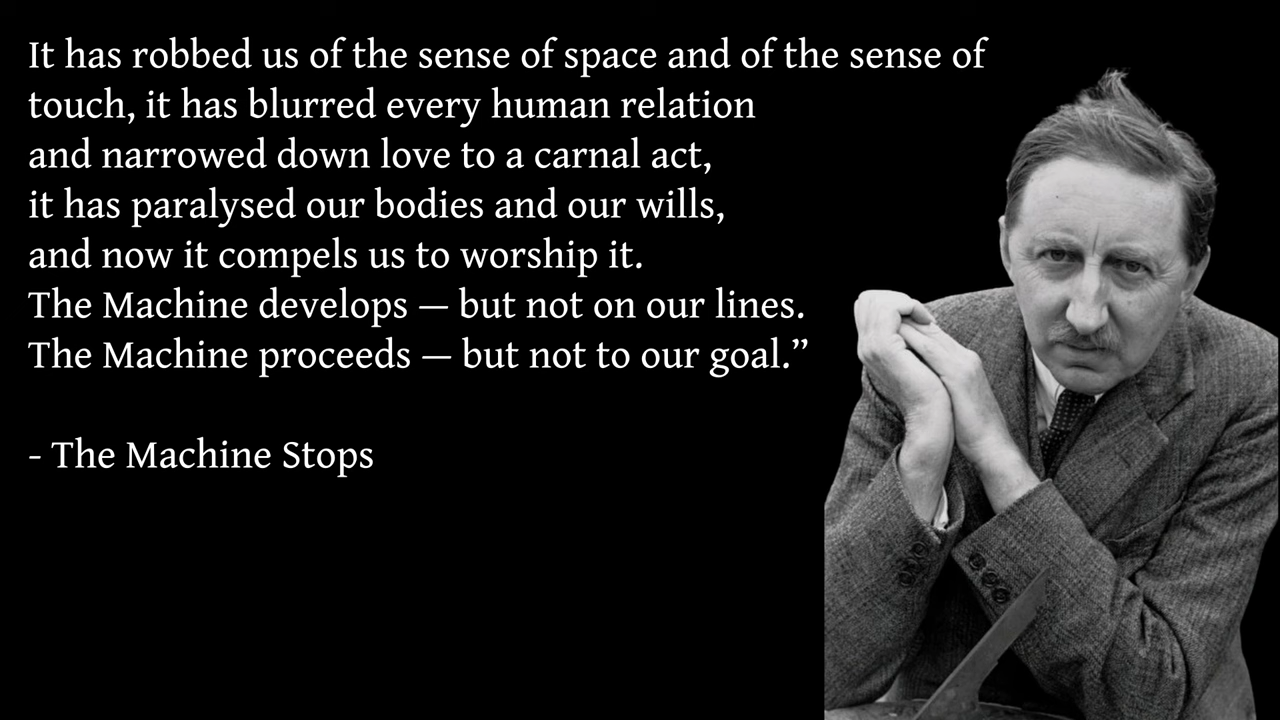 It has robbed us of the sense of space and of the sense of
touch, it has blurred every human relation
and narrowed down love to a carnal act,
it has paralysed our bodies and our wills,
and now it compels us to worship it.
The Machine develops — but not on our lines.
The Machine proceeds — but not to our goal.”
- The Machine Stops